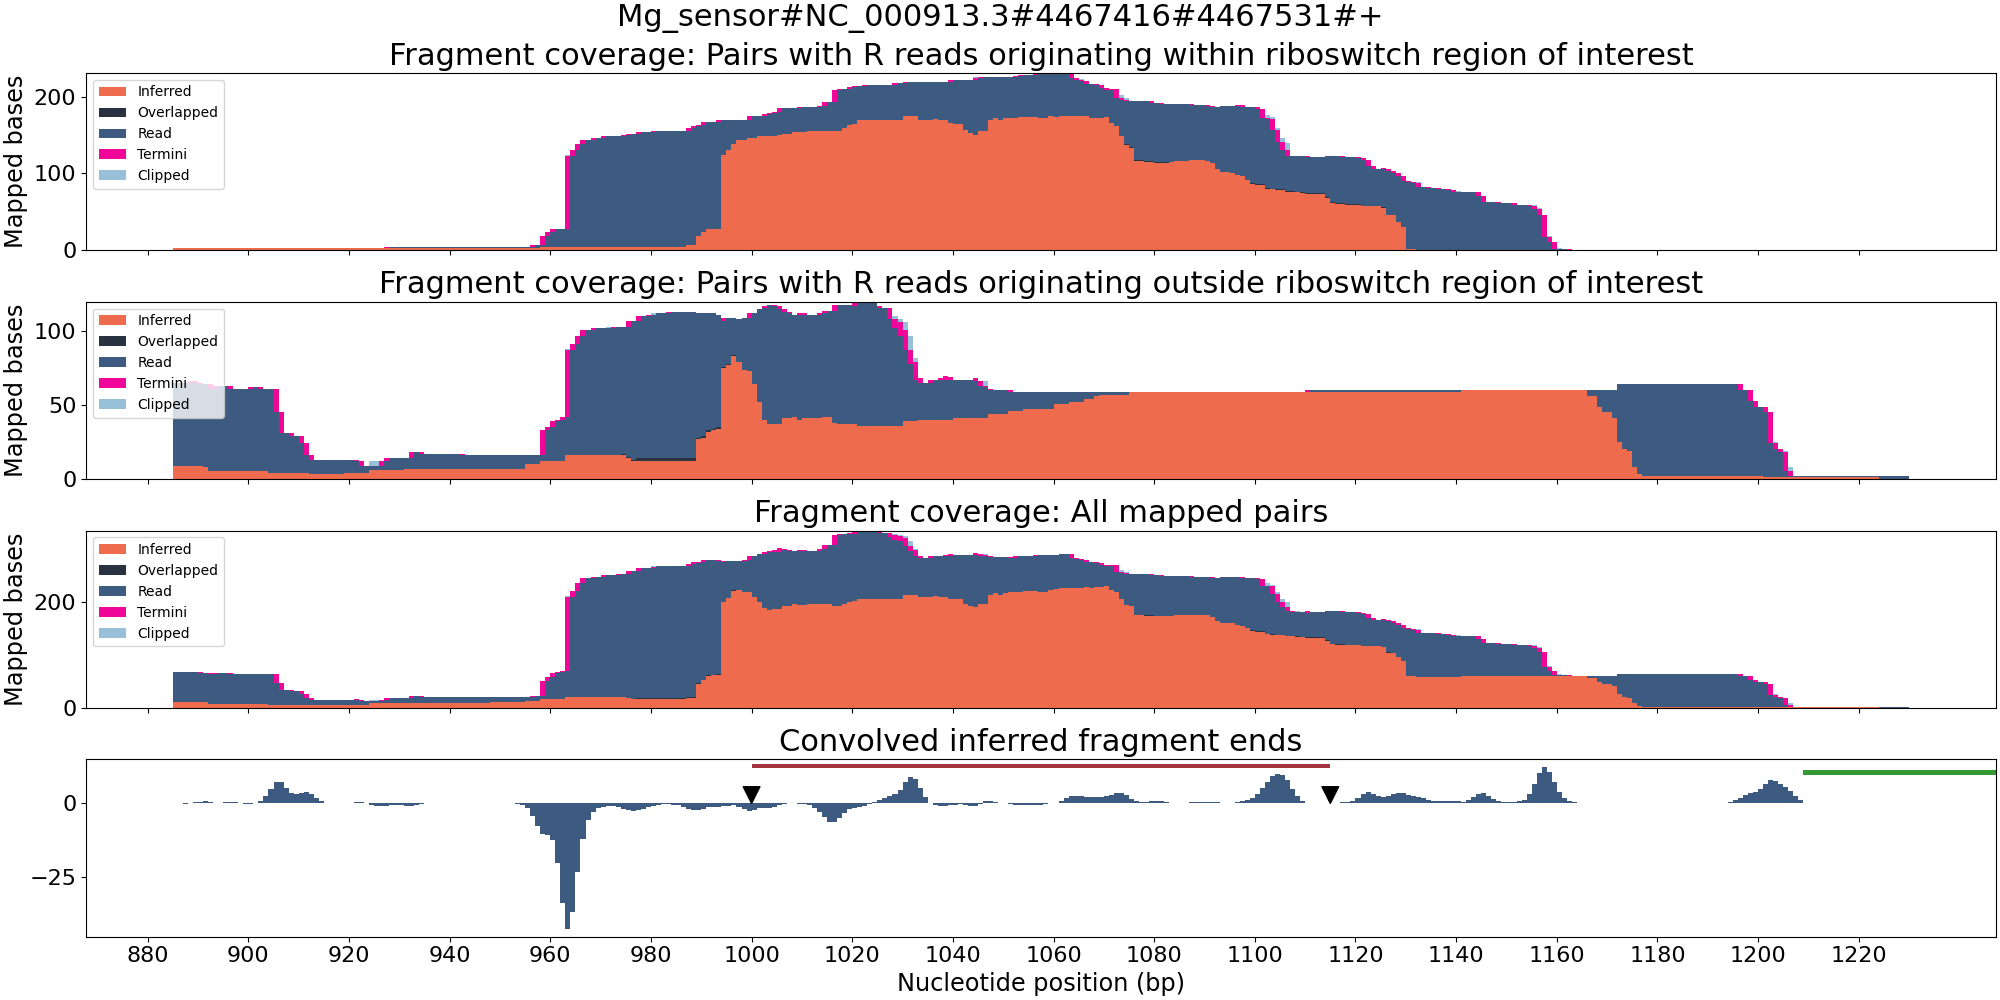 Mg_sensor#NC_000913.3#4467416#4467531#+
Fragment coverage: Pairs with R reads originating within riboswitch region of interest
Mapped bases
200
100
0
Inferred
Overlapped
Read
Termini
Clipped
Fragment coverage: Pairs with R reads originating outside riboswitch region of interest
Mapped bases
100
50
0
Inferred
Overlapped
Read
Termini
Clipped
Fragment coverage: All mapped pairs
Mapped bases
200
0
Inferred
Overlapped
Read
Termini
Clipped
Convolved inferred fragment ends
0
−25
880 900 920 940 960 980 1000 1020 1040 1060 1080 1100 1120 1140 1160 1180 1200 1220
Nucleotide position (bp)